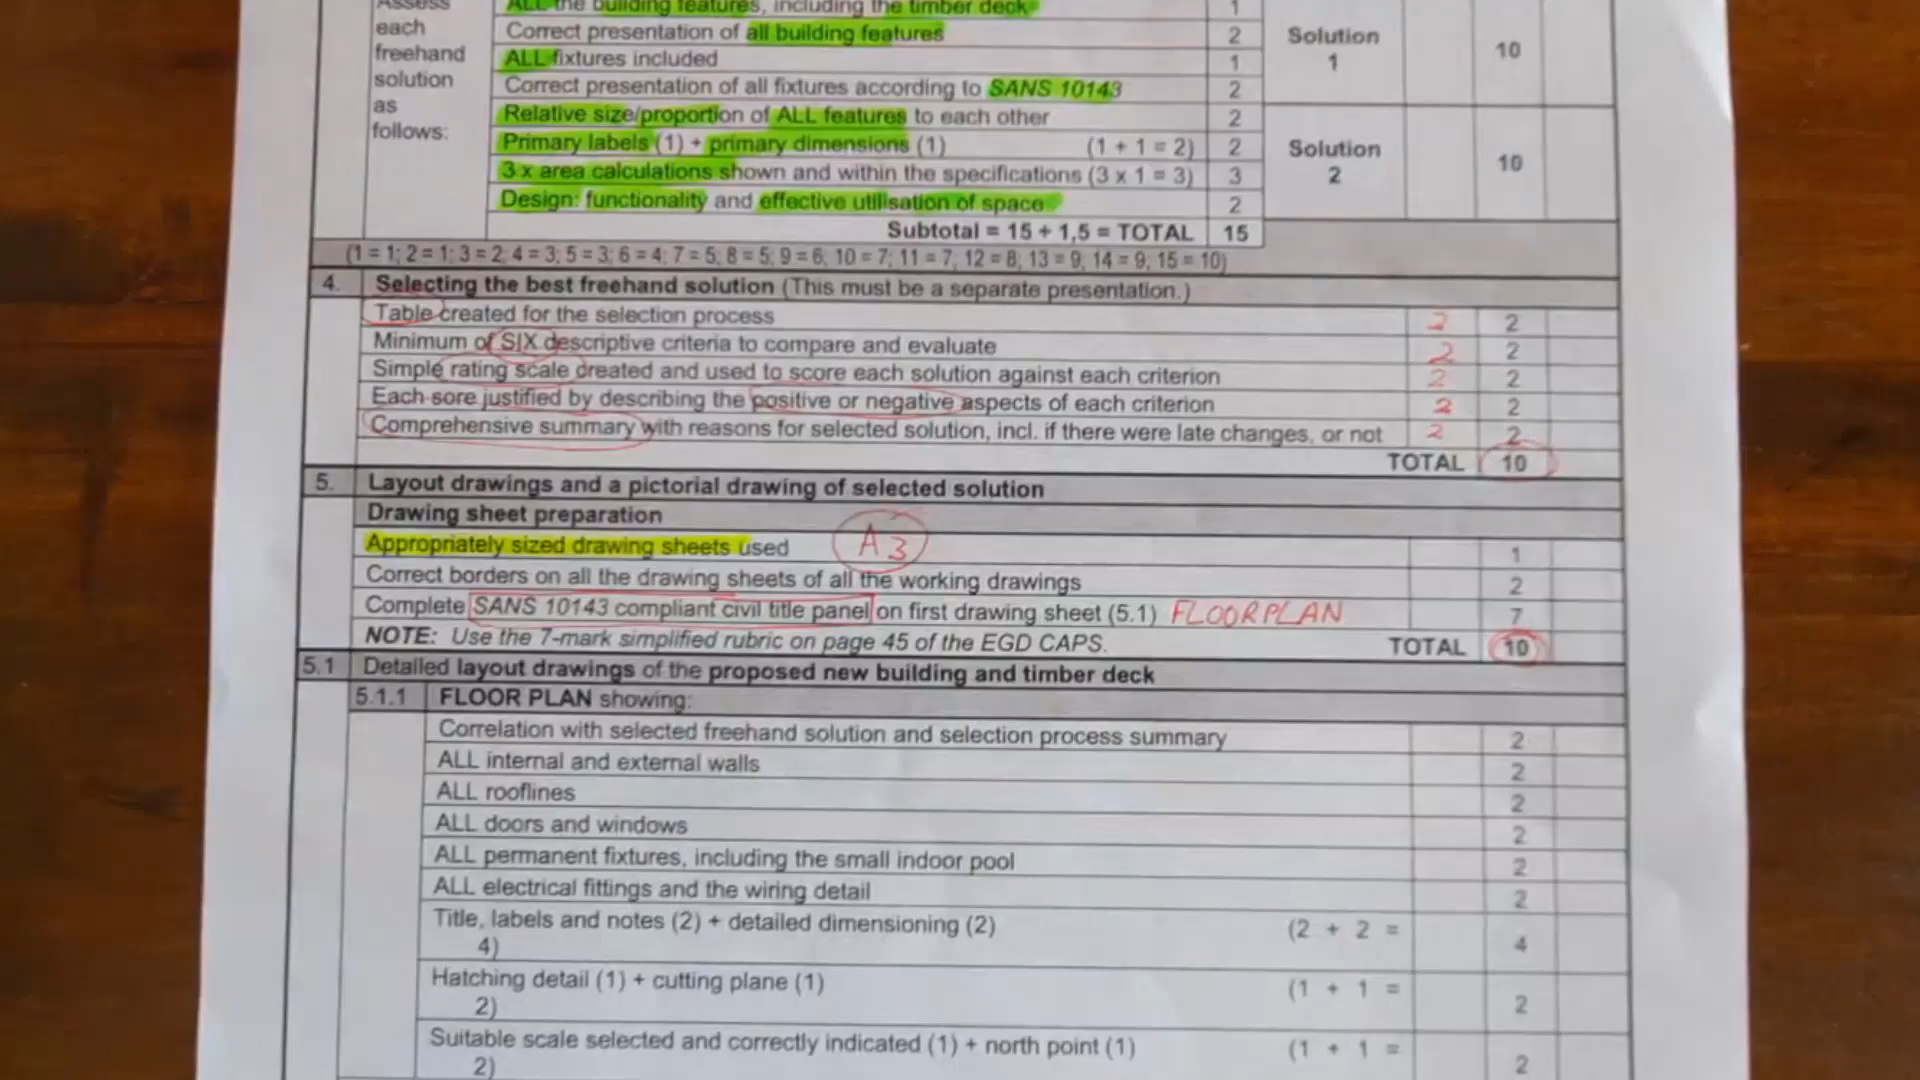 Assess
each
freehand
solution
as
follows:
ALL the building features, including the timber deck 1
Correct presentation of all building features 2
ALL fixtures included 1
Correct presentation of all fixtures according to SANS 10143 2
Relative size/proportion of ALL features to each other 2
Primary labels (1) + primary dimensions (1) (1 + 1 = 2) 2
3 x area calculations shown and within the specifications (3 x 1 = 3) 3
Design: functionality and effective utilisation of space 2
Subtotal = 15 ÷ 1,5 = TOTAL 15
Solution
1
10
Solution
2
10
(1 = 1; 2 = 1; 3 = 2; 4 = 3; 5 = 3; 6 = 4; 7 = 5, 8 = 5; 9 = 6, 10 = 7; 11 = 7, 12 = 8, 13 = 9, 14 = 9; 15 = 10)
4. Selecting the best freehand solution (This must be a separate presentation.)
Table created for the selection process 2 2
Minimum of SIX descriptive criteria to compare and evaluate 2 2
Simple rating scale created and used to score each solution against each criterion 2 2
Each sore justified by describing the positive or negative aspects of each criterion 2 2
Comprehensive summary with reasons for selected solution, incl. if there were late changes, or not 2 2
TOTAL 10
5. Layout drawings and a pictorial drawing of selected solution
Drawing sheet preparation
Appropriately sized drawing sheets used A3 1
Correct borders on all the drawing sheets of all the working drawings 2
Complete SANS 10143 compliant civil title panel on first drawing sheet (5.1) FLOORPLAN 7
NOTE: Use the 7-mark simplified rubric on page 45 of the EGD CAPS. TOTAL 10
5.1 Detailed layout drawings of the proposed new building and timber deck
5.1.1 FLOOR PLAN showing:
Correlation with selected freehand solution and selection process summary 2
ALL internal and external walls 2
ALL rooflines 2
ALL doors and windows 2
ALL permanent fixtures, including the small indoor pool 2
ALL electrical fittings and the wiring detail 2
Title, labels and notes (2) + detailed dimensioning (2) (2 + 2 =
4) 4
Hatching detail (1) + cutting plane (1) (1 + 1 =
2) 2
Suitable scale selected and correctly indicated (1) + north point (1) (1 + 1 =
2) 2